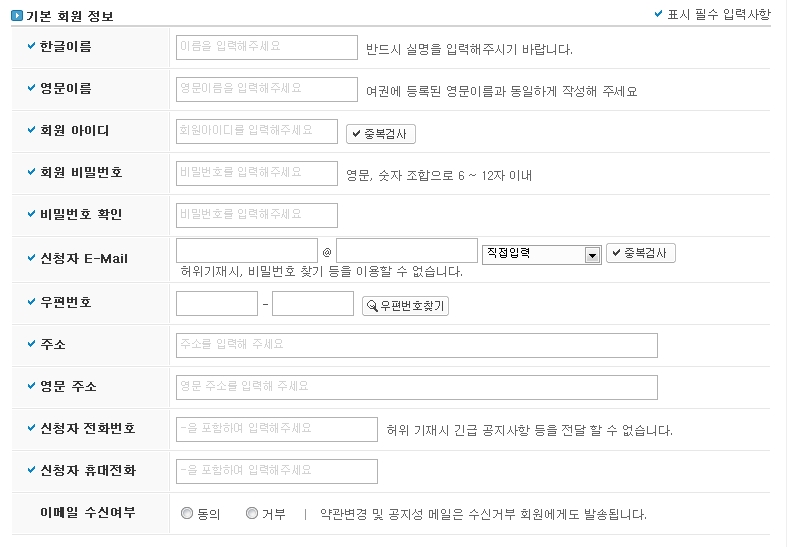 기본 회원 정보
표시 필수 입력사항
한글이름 이름을 입력해주세요 반드시 실명을 입력해주시기 바랍니다.
영문이름 영문이름을 입력해주세요 여권에 등록된 영문이름과 동일하게 작성해 주세요
회원 아이디 회원아이디를 입력해주세요 중복검사
회원 비밀번호 비밀번호를 입력해주세요 영문, 숫자 조합으로 6 ~ 12자 이내
비밀번호 확인 비밀번호를 입력해주세요
신청자 E-Mail @ 직접입력 중복검사
허위기재시, 비밀번호 찾기 등을 이용할 수 없습니다.
우편번호 - 우편번호찾기
주소 주소를 입력해 주세요
영문 주소 영문 주소를 입력해 주세요
신청자 전화번호 -을 포함하여 입력해주세요 허위 기재시 긴급 공지사항 등을 전달 할 수 없습니다.
신청자 휴대전화 -을 포함하여 입력해주세요
이메일 수신여부 동의 거부 | 약관변경 및 공지성 메일은 수신거부 회원에게도 발송됩니다.